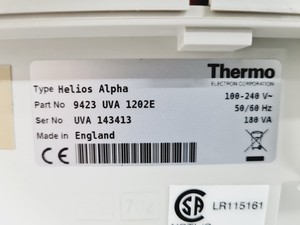 Thermo
ELECTRON CORPORATION
Type Helios Alpha
Part No 9423 UVA 1202E
Ser No UVA 143413
Made in England
100-240 V~
50/60 Hz
180 VA
CE
LR115161